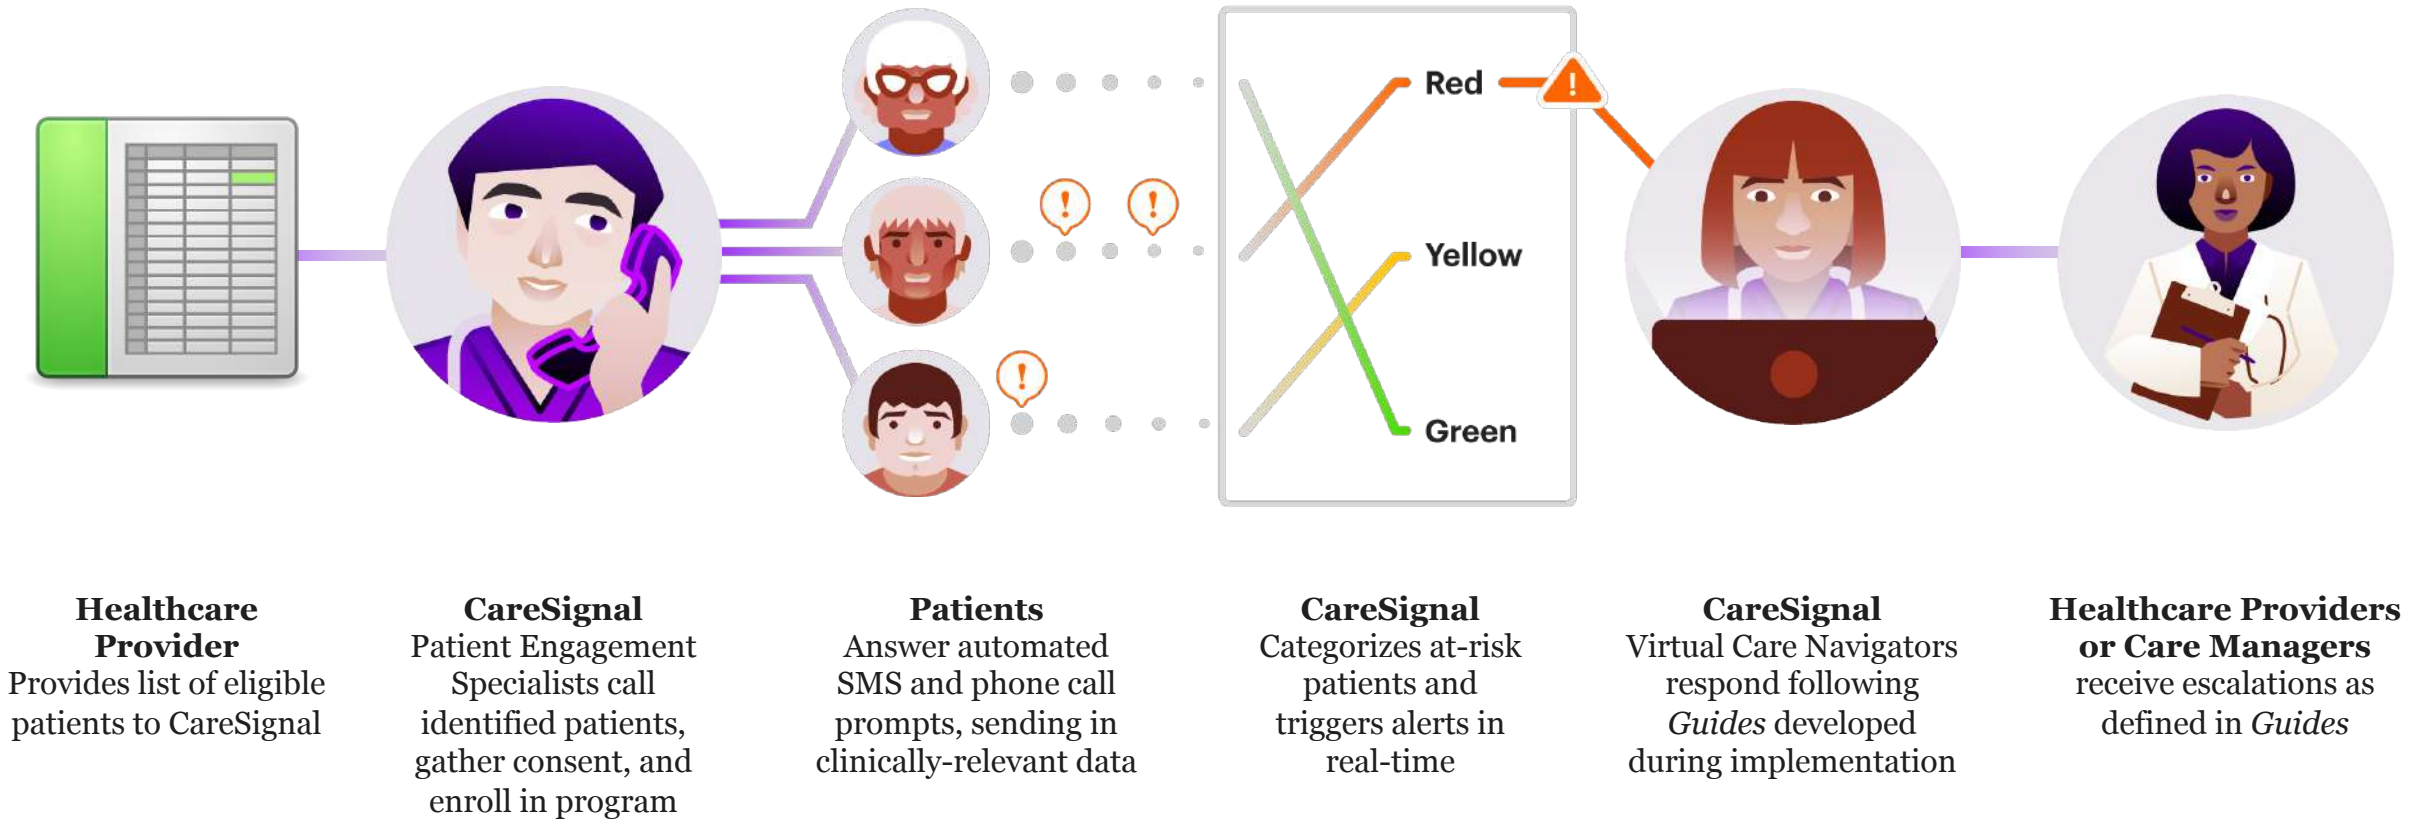 Red
Yellow
Green
Healthcare
Provider
Provides list of eligible
patients to CareSignal
CareSignal
Patient Engagement
Specialists call
identified patients,
gather consent, and
enroll in program
Patients
Answer automated
SMS and phone call
prompts, sending in
clinically-relevant data
CareSignal
Categorizes at-risk
patients and
triggers alerts in
real-time
CareSignal
Virtual Care Navigators
respond following
Guides developed
during implementation
Healthcare Providers
or Care Managers
receive escalations as
defined in Guides